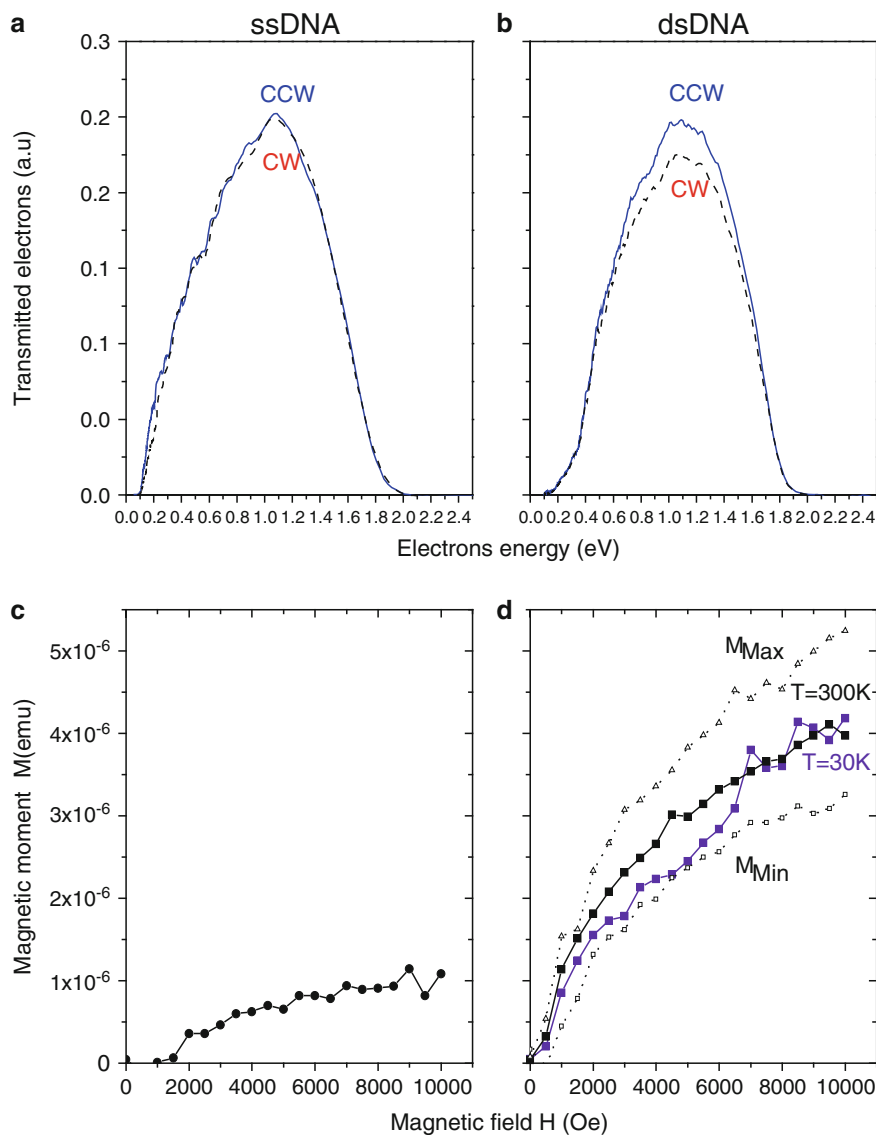 a ssDNA
b dsDNA
Transmitted electrons (a.u)
0.3
0.2
0.2
0.1
0.1
0.0
0.0
CCW
CW
CCW
CW
0.0 0.2 0.4 0.6 0.8 1.0 1.2 1.4 1.6 1.8 2.0 2.2 2.4
0.0 0.2 0.4 0.6 0.8 1.0 1.2 1.4 1.6 1.8 2.0 2.2 2.4
Electrons energy (eV)
c
d
Magnetic moment M(emu)
5x10⁻⁶
4x10⁻⁶
3x10⁻⁶
2x10⁻⁶
1x10⁻⁶
0
M_Max
T=300K
T=30K
M_Min
0 2000 4000 6000 8000 10000
0 2000 4000 6000 8000 10000
Magnetic field H (Oe)